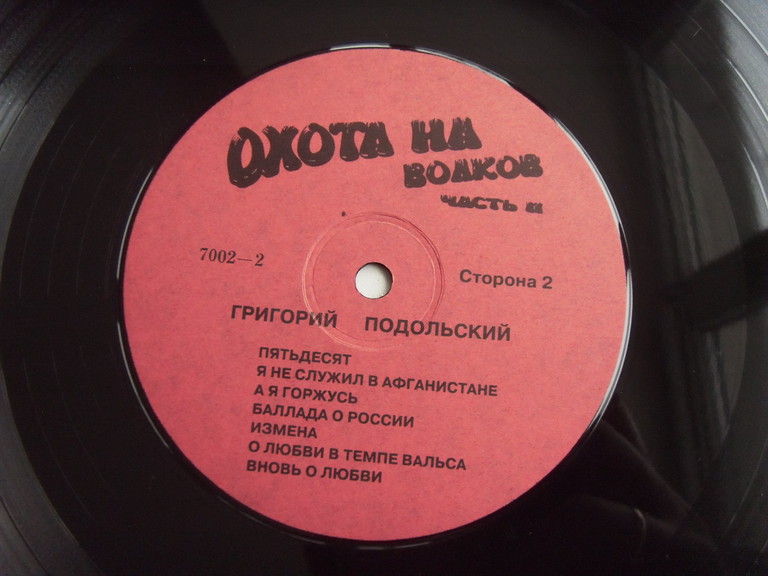 ОХОТА НА
ВОЛКОВ
ЧАСТЬ II
7002—2
Сторона 2
ГРИГОРИЙ ПОДОЛЬСКИЙ
ПЯТЬДЕСЯТ
Я НЕ СЛУЖИЛ В АФГАНИСТАНЕ
А Я ГОРЖУСЬ
БАЛЛАДА О РОССИИ
ИЗМЕНА
О ЛЮБВИ В ТЕМПЕ ВАЛЬСА
ВНОВЬ О ЛЮБВИ